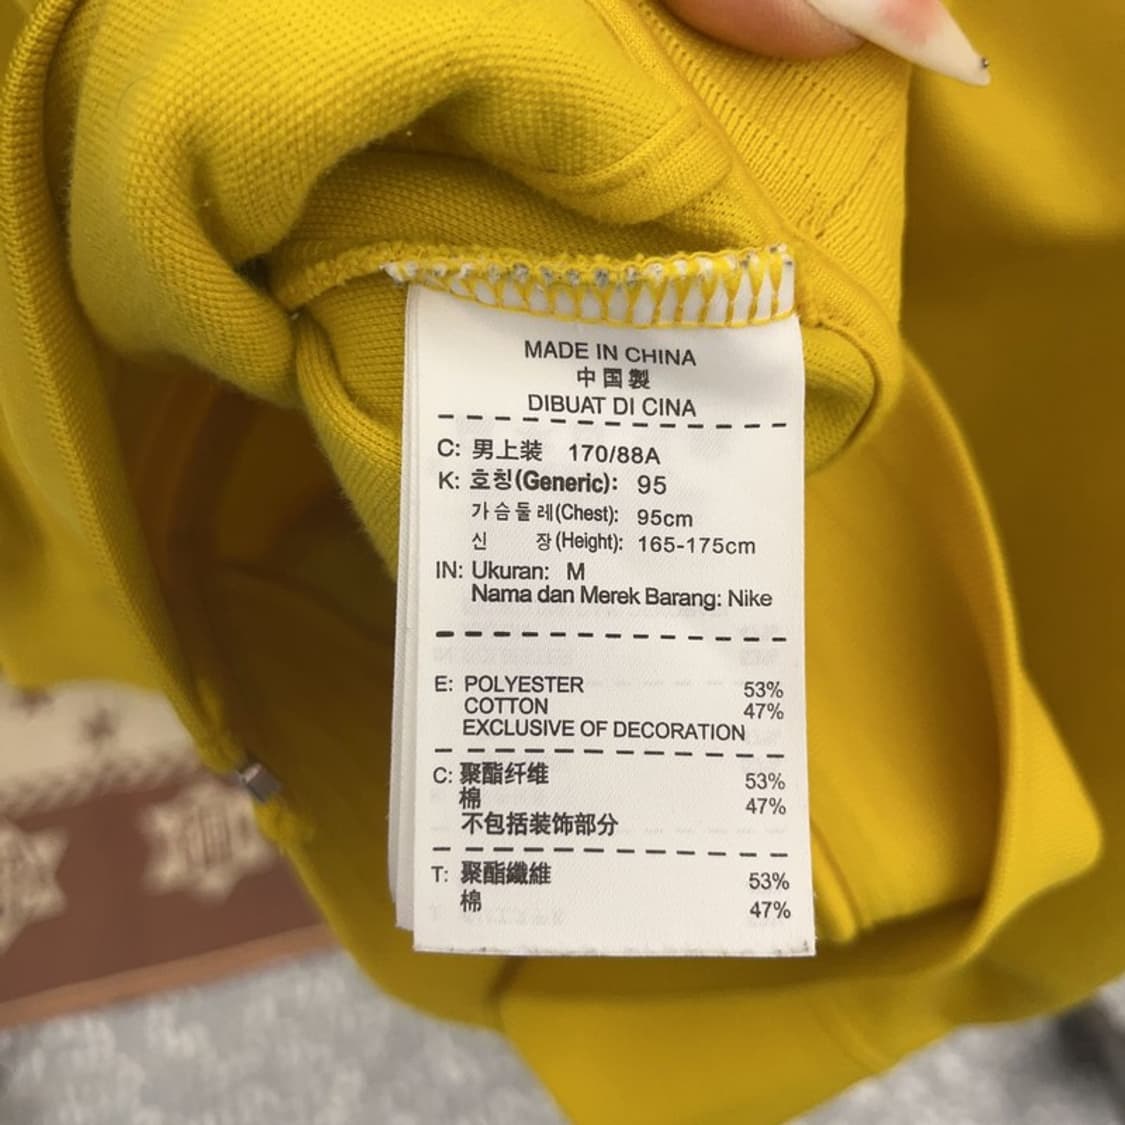 MADE IN CHINA
中国製
DIBUAT DI CINA
C: 男上装 170/88A
K: 호칭(Generic): 95
가슴둘레(Chest): 95cm
신 장(Height): 165-175cm
IN: Ukuran: M
Nama dan Merek Barang: Nike
E: POLYESTER 53%
COTTON 47%
EXCLUSIVE OF DECORATION
C: 聚酯纤维 53%
棉 47%
不包括装饰部分
T: 聚酯纖維 53%
棉 47%